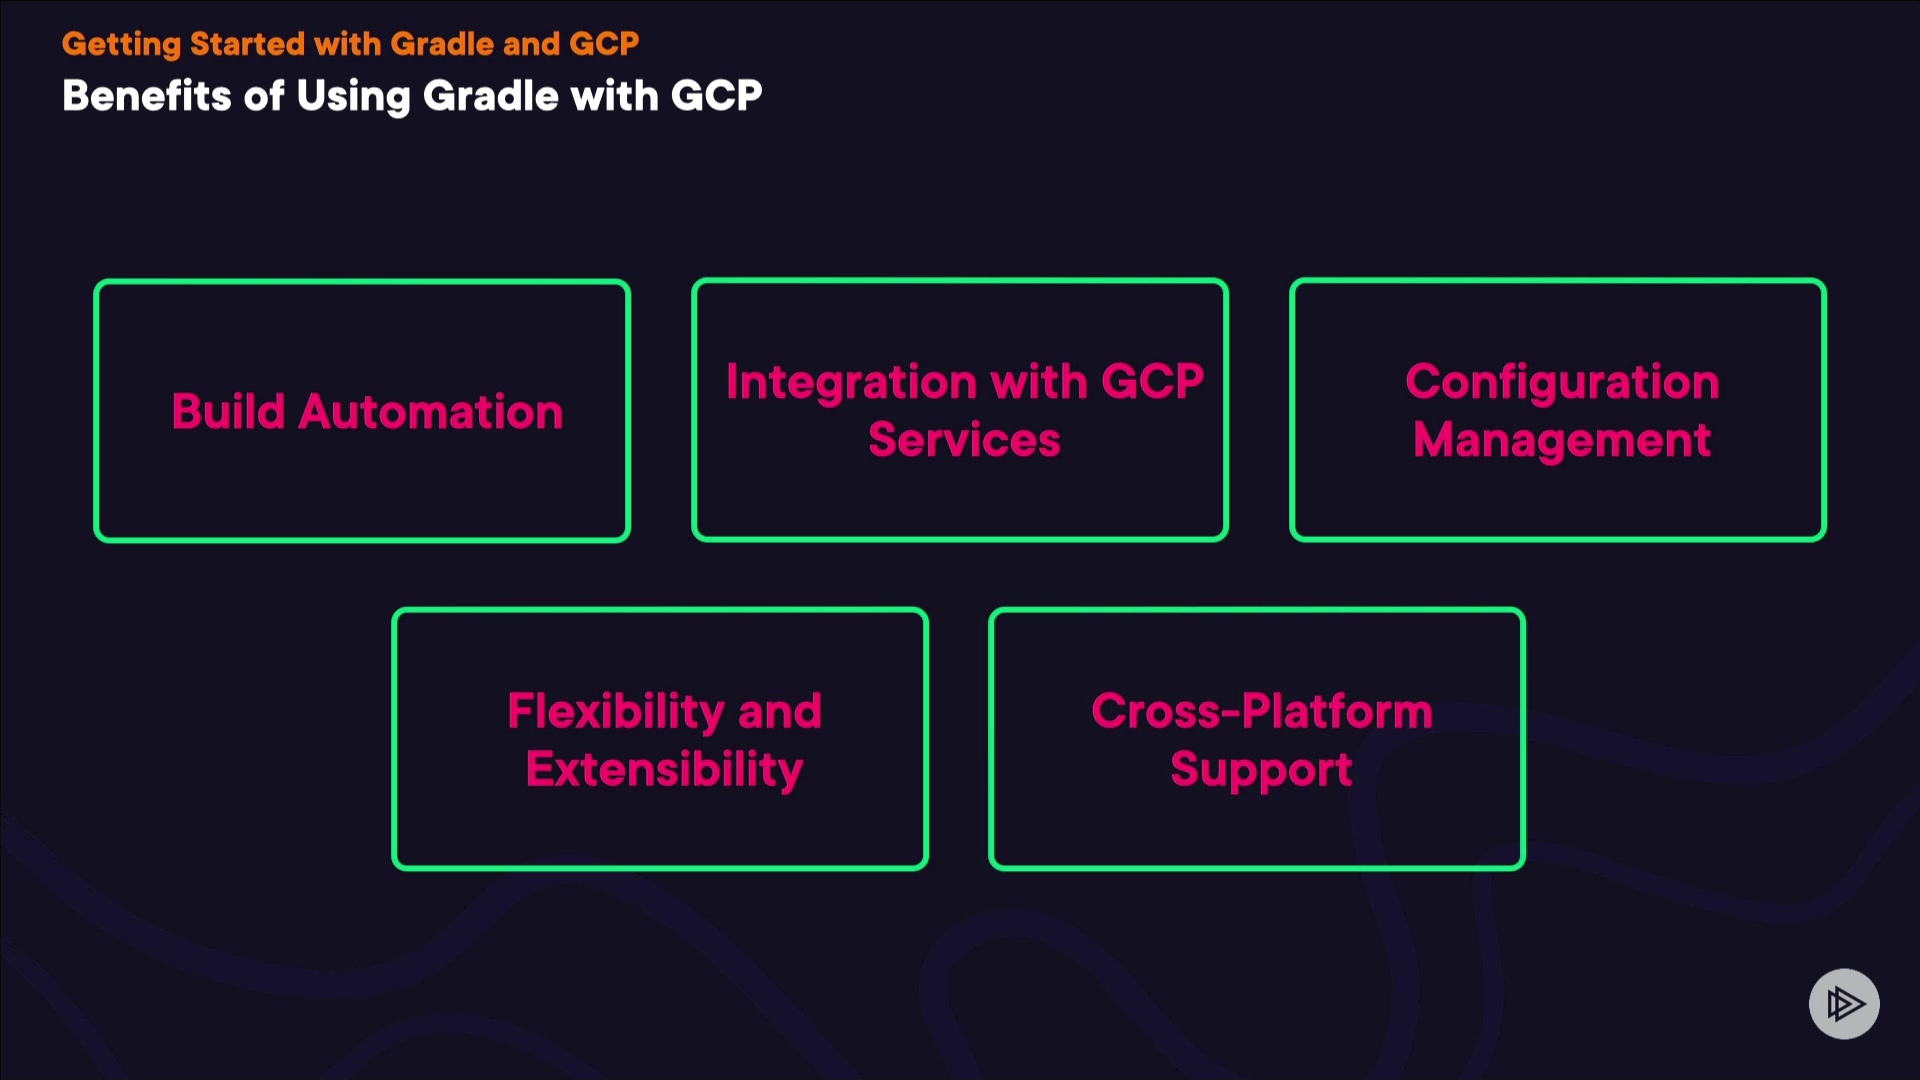 Getting Started with Gradle and GCP
Benefits of Using Gradle with GCP
Build Automation
Integration with GCP
Services
Configuration
Management
Flexibility and
Extensibility
Cross-Platform
Support